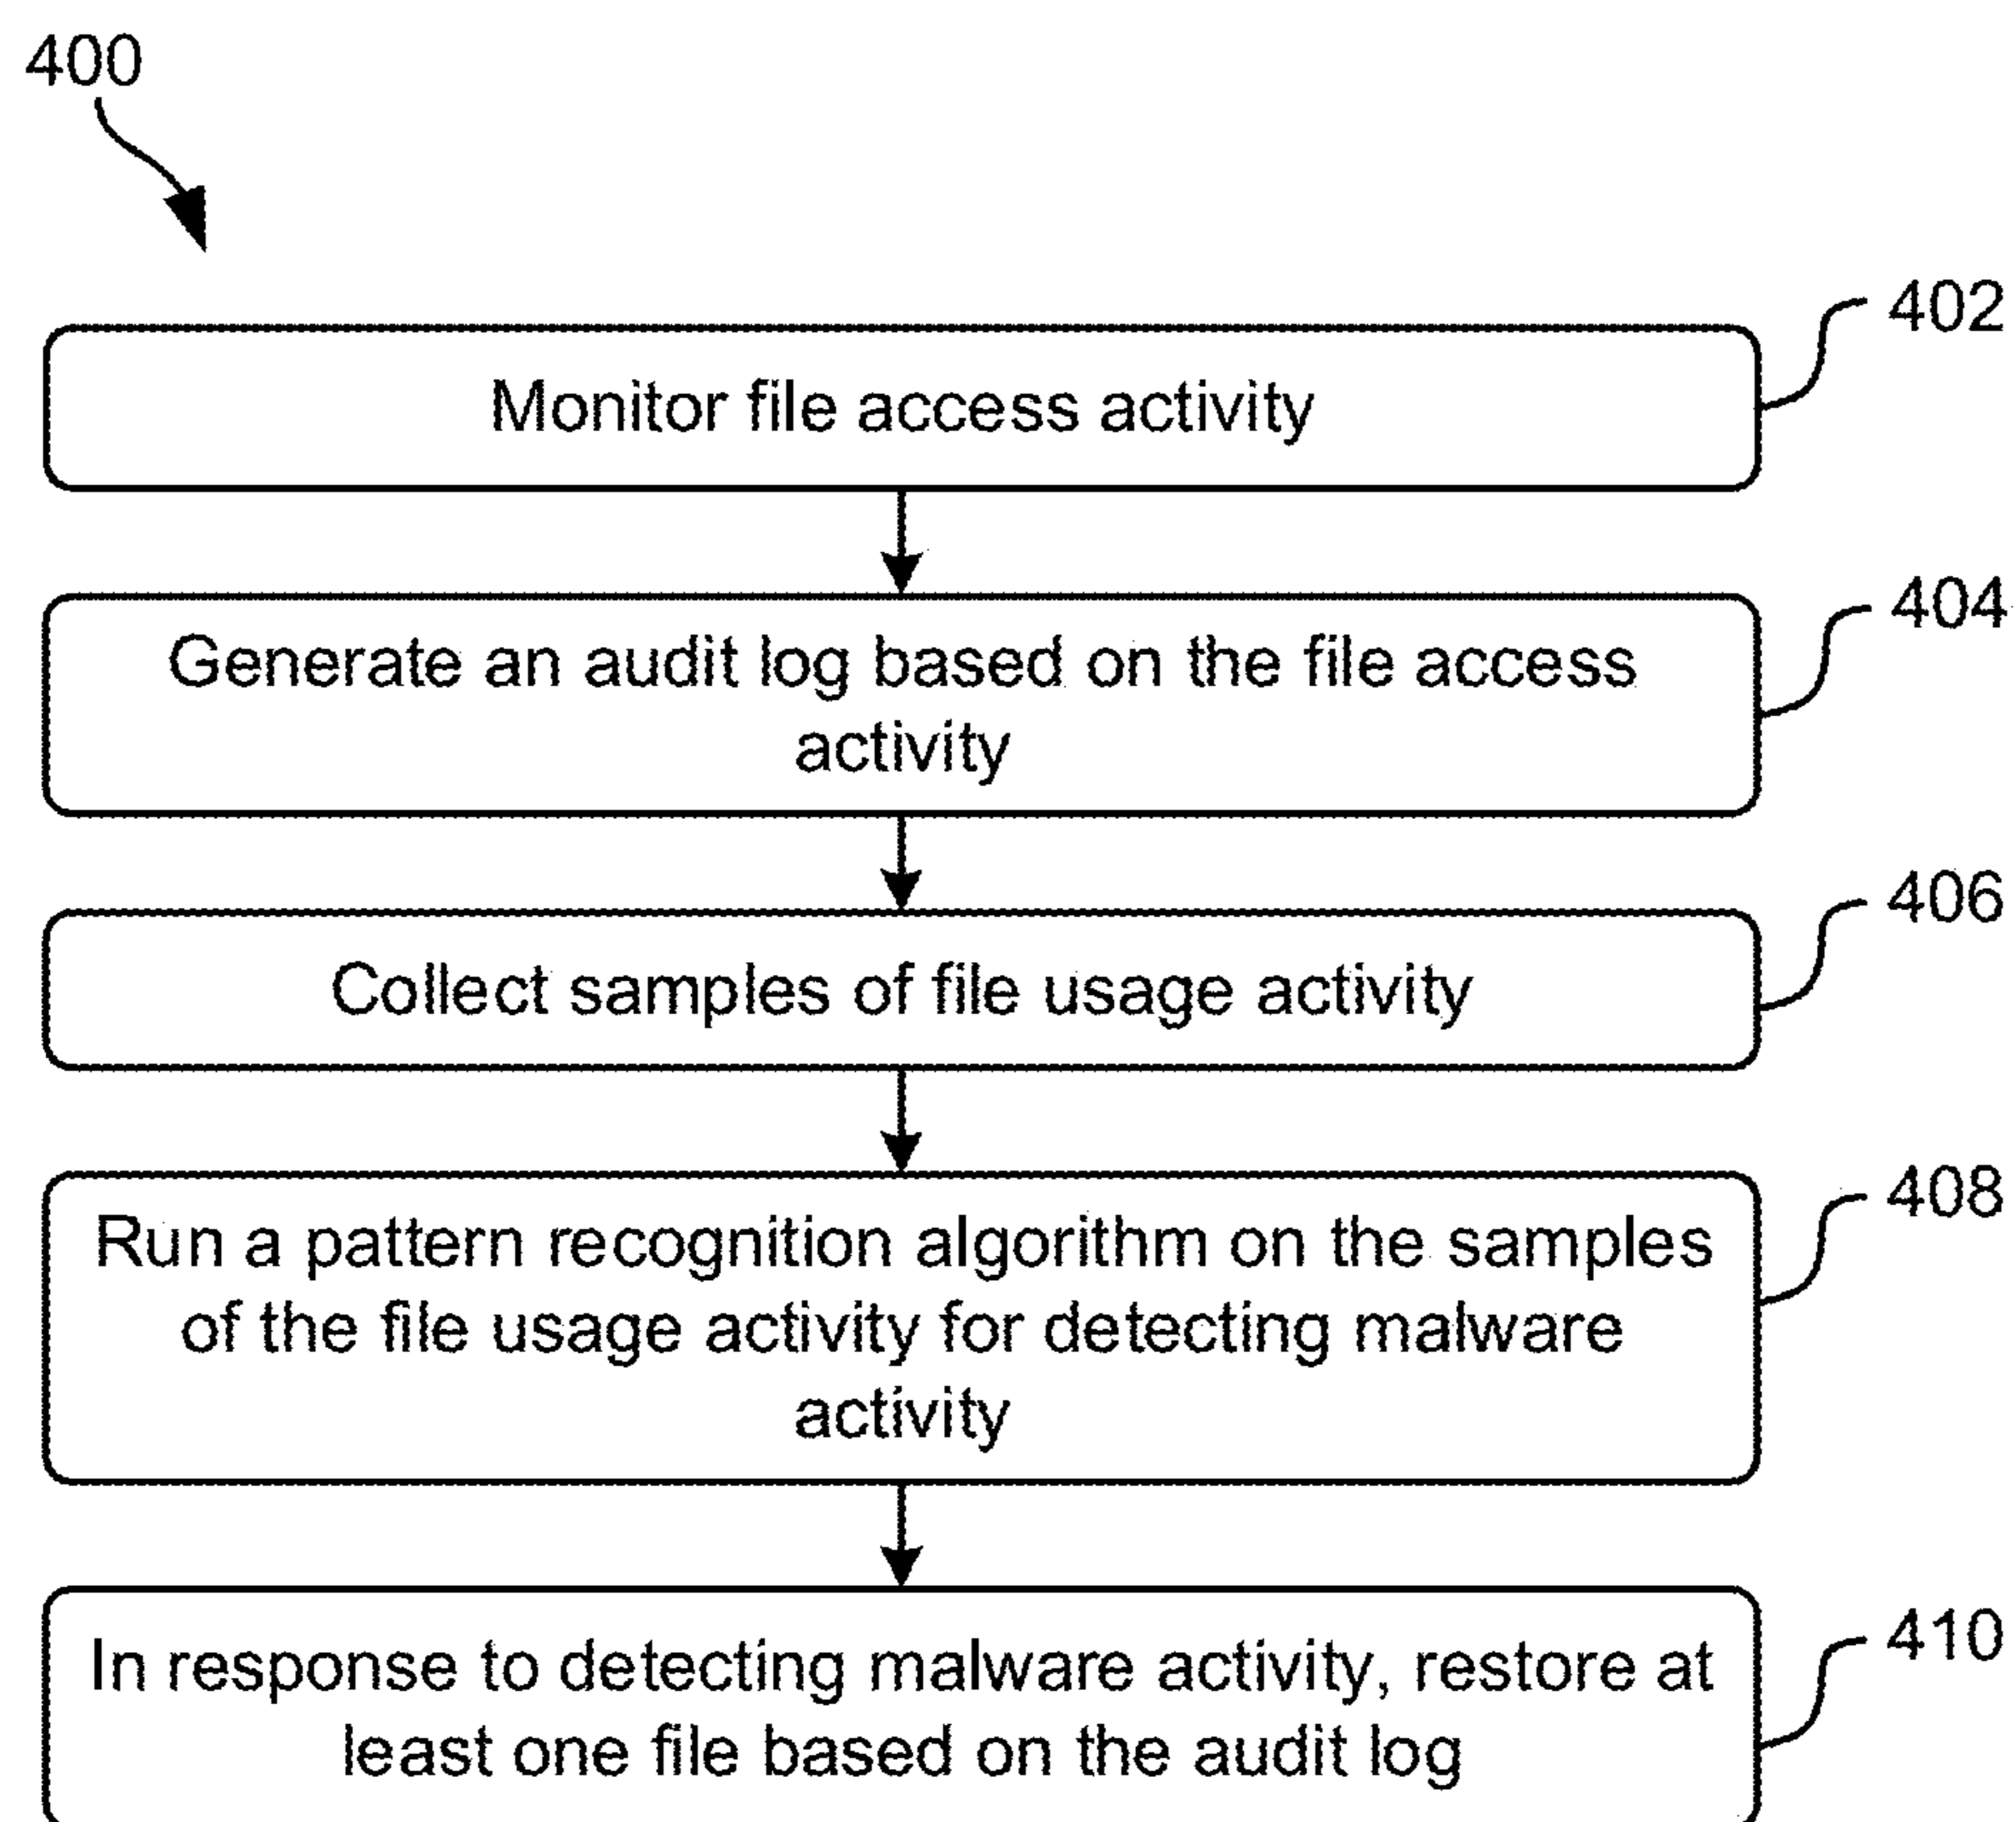 400
402
Monitor file access activity
404
Generate an audit log based on the file access
activity
406
Collect samples of file usage activity
408
Run a pattern recognition algorithm on the samples
of the file usage activity for detecting malware
activity
410
In response to detecting malware activity, restore at
least one file based on the audit log